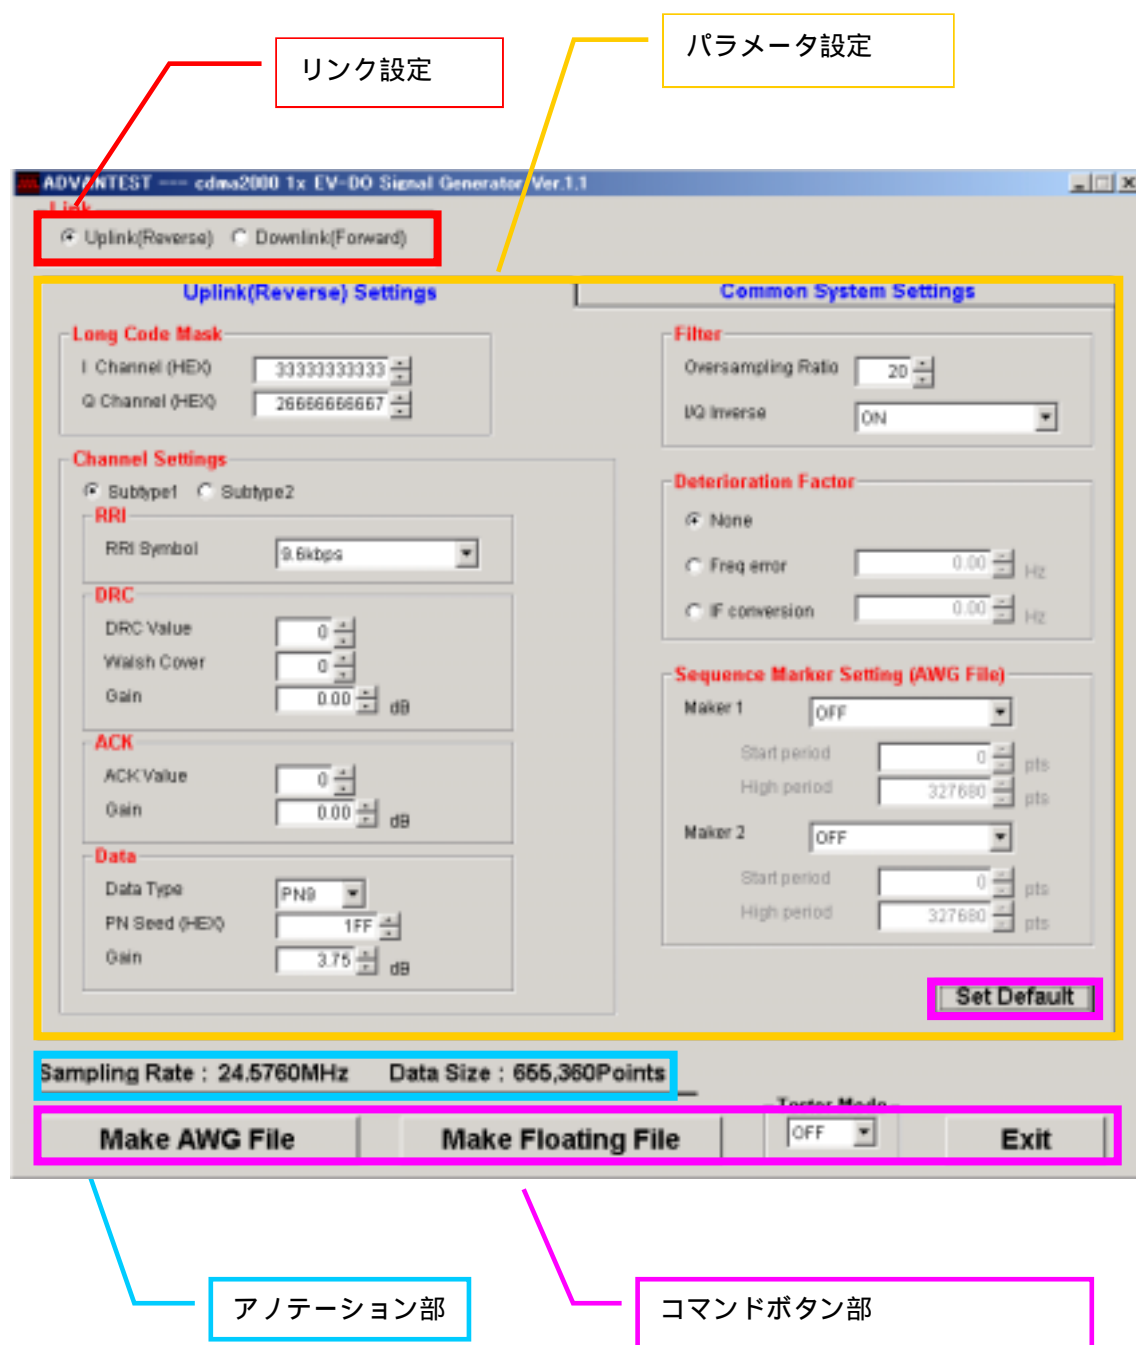 パラメータ設定
リンク設定
ADVANTEST --- cdma2000 1x EV-DO Signal Generator Ver.1.1
Link
Uplink(Reverse) Downlink(Forward)
Uplink(Reverse) Settings
Common System Settings
Long Code Mask
I Channel (HEX) 33333333333
Q Channel (HEX) 26666666667
Channel Settings
Subtype1 Subtype2
RRI
RRI Symbol 9.6kbps
DRC
DRC Value 0
Walsh Cover 0
Gain 0.00 dB
ACK
ACK Value 0
Gain 0.00 dB
Data
Data Type PN9
PN Seed (HEX) 1FF
Gain 3.75 dB
Filter
Oversampling Ratio 20
I/Q Inverse ON
Deterioration Factor
None
Freq error 0.00 Hz
IF conversion 0.00 Hz
Sequence Marker Setting (AWG File)
Maker 1 OFF
Start period 0 pts
High period 327680 pts
Maker 2 OFF
Start period 0 pts
High period 327680 pts
Set Default
Sampling Rate : 24.5760MHz Data Size : 655,360Points
Tester Mode
Make AWG File Make Floating File OFF Exit
アノテーション部
コマンドボタン部